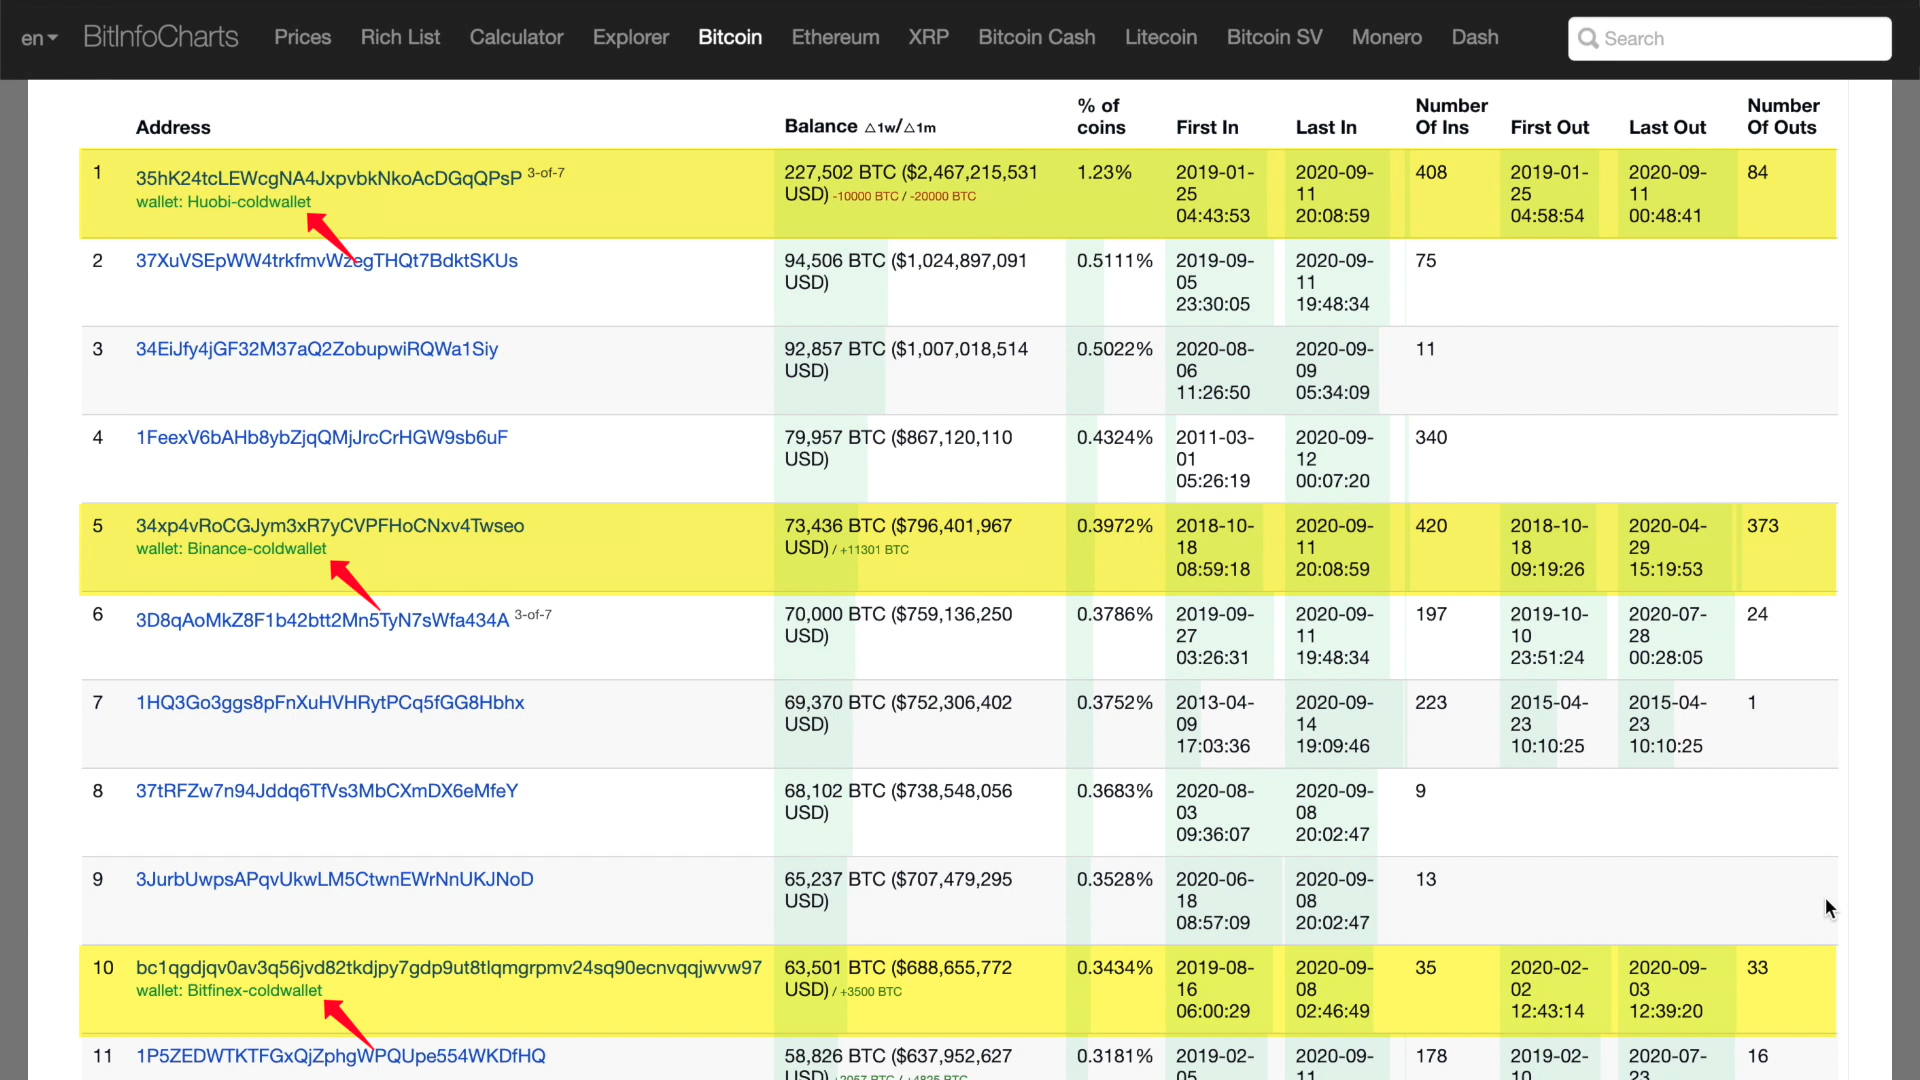 en BitInfoCharts Prices Rich List Calculator Explorer Bitcoin Ethereum XRP Bitcoin Cash Litecoin Bitcoin SV Monero Dash Search
Address Balance △1w/△1m % of coins First In Last In Number Of Ins First Out Last Out Number Of Outs
1 35hK24tcLEWcgNA4JxpvbkNkoAcDGqQPsP 3-of-7 227,502 BTC ($2,467,215,531 1.23% 2019-01- 2020-09- 408 2019-01- 2020-09- 84
wallet: Huobi-coldwallet USD) -10000 BTC / -20000 BTC 25 11 25 11
04:43:53 20:08:59 04:58:54 00:48:41
2 37XuVSEpWW4trkfmvWzegTHQt7BdktSKUs 94,506 BTC ($1,024,897,091 0.5111% 2019-09- 2020-09- 75
USD) 05 11
23:30:05 19:48:34
3 34EiJfy4jGF32M37aQ2ZobupwiRQWa1Siy 92,857 BTC ($1,007,018,514 0.5022% 2020-08- 2020-09- 11
USD) 06 09
11:26:50 05:34:09
4 1FeexV6bAHb8ybZjqQMjJrcCrHGW9sb6uF 79,957 BTC ($867,120,110 0.4324% 2011-03- 2020-09- 340
USD) 01 12
05:26:19 00:07:20
5 34xp4vRoCGJym3xR7yCVPFHoCNxv4Twseo 73,436 BTC ($796,401,967 0.3972% 2018-10- 2020-09- 420 2018-10- 2020-04- 373
wallet: Binance-coldwallet USD) / +11301 BTC 18 11 18 29
08:59:18 20:08:59 09:19:26 15:19:53
6 3D8qAoMkZ8F1b42btt2Mn5TyN7sWfa434A 3-of-7 70,000 BTC ($759,136,250 0.3786% 2019-09- 2020-09- 197 2019-10- 2020-07- 24
USD) 27 11 10 28
03:26:31 19:48:34 23:51:24 00:28:05
7 1HQ3Go3ggs8pFnXuHVHRytPCq5fGG8Hbhx 69,370 BTC ($752,306,402 0.3752% 2013-04- 2020-09- 223 2015-04- 2015-04- 1
USD) 09 14 23 23
17:03:36 19:09:46 10:10:25 10:10:25
8 37tRFZw7n94Jddq6TfVs3MbCXmDX6eMfeY 68,102 BTC ($738,548,056 0.3683% 2020-08- 2020-09- 9
USD) 03 08
09:36:07 20:02:47
9 3JurbUwpsAPqvUkwLM5CtwnEWrNnUKJNoD 65,237 BTC ($707,479,295 0.3528% 2020-06- 2020-09- 13
USD) 18 08
08:57:09 20:02:47
10 bc1qgdjqv0av3q56jvd82tkdjpy7gdp9ut8tlqmgrpmv24sq90ecnvqqjwvw97 63,501 BTC ($688,655,772 0.3434% 2019-08- 2020-09- 35 2020-02- 2020-09- 33
wallet: Bitfinex-coldwallet USD) / +3500 BTC 16 08 02 03
06:00:29 02:46:49 12:43:14 12:39:20
11 1P5ZEDWTKTFGxQjZphgWPQUpe554WKDfHQ 58,826 BTC ($637,952,627 0.3181% 2019-02- 2020-09- 178 2019-02- 2020-07- 16
USD) +2057 BTC / +4825 BTC 05 11 10 23